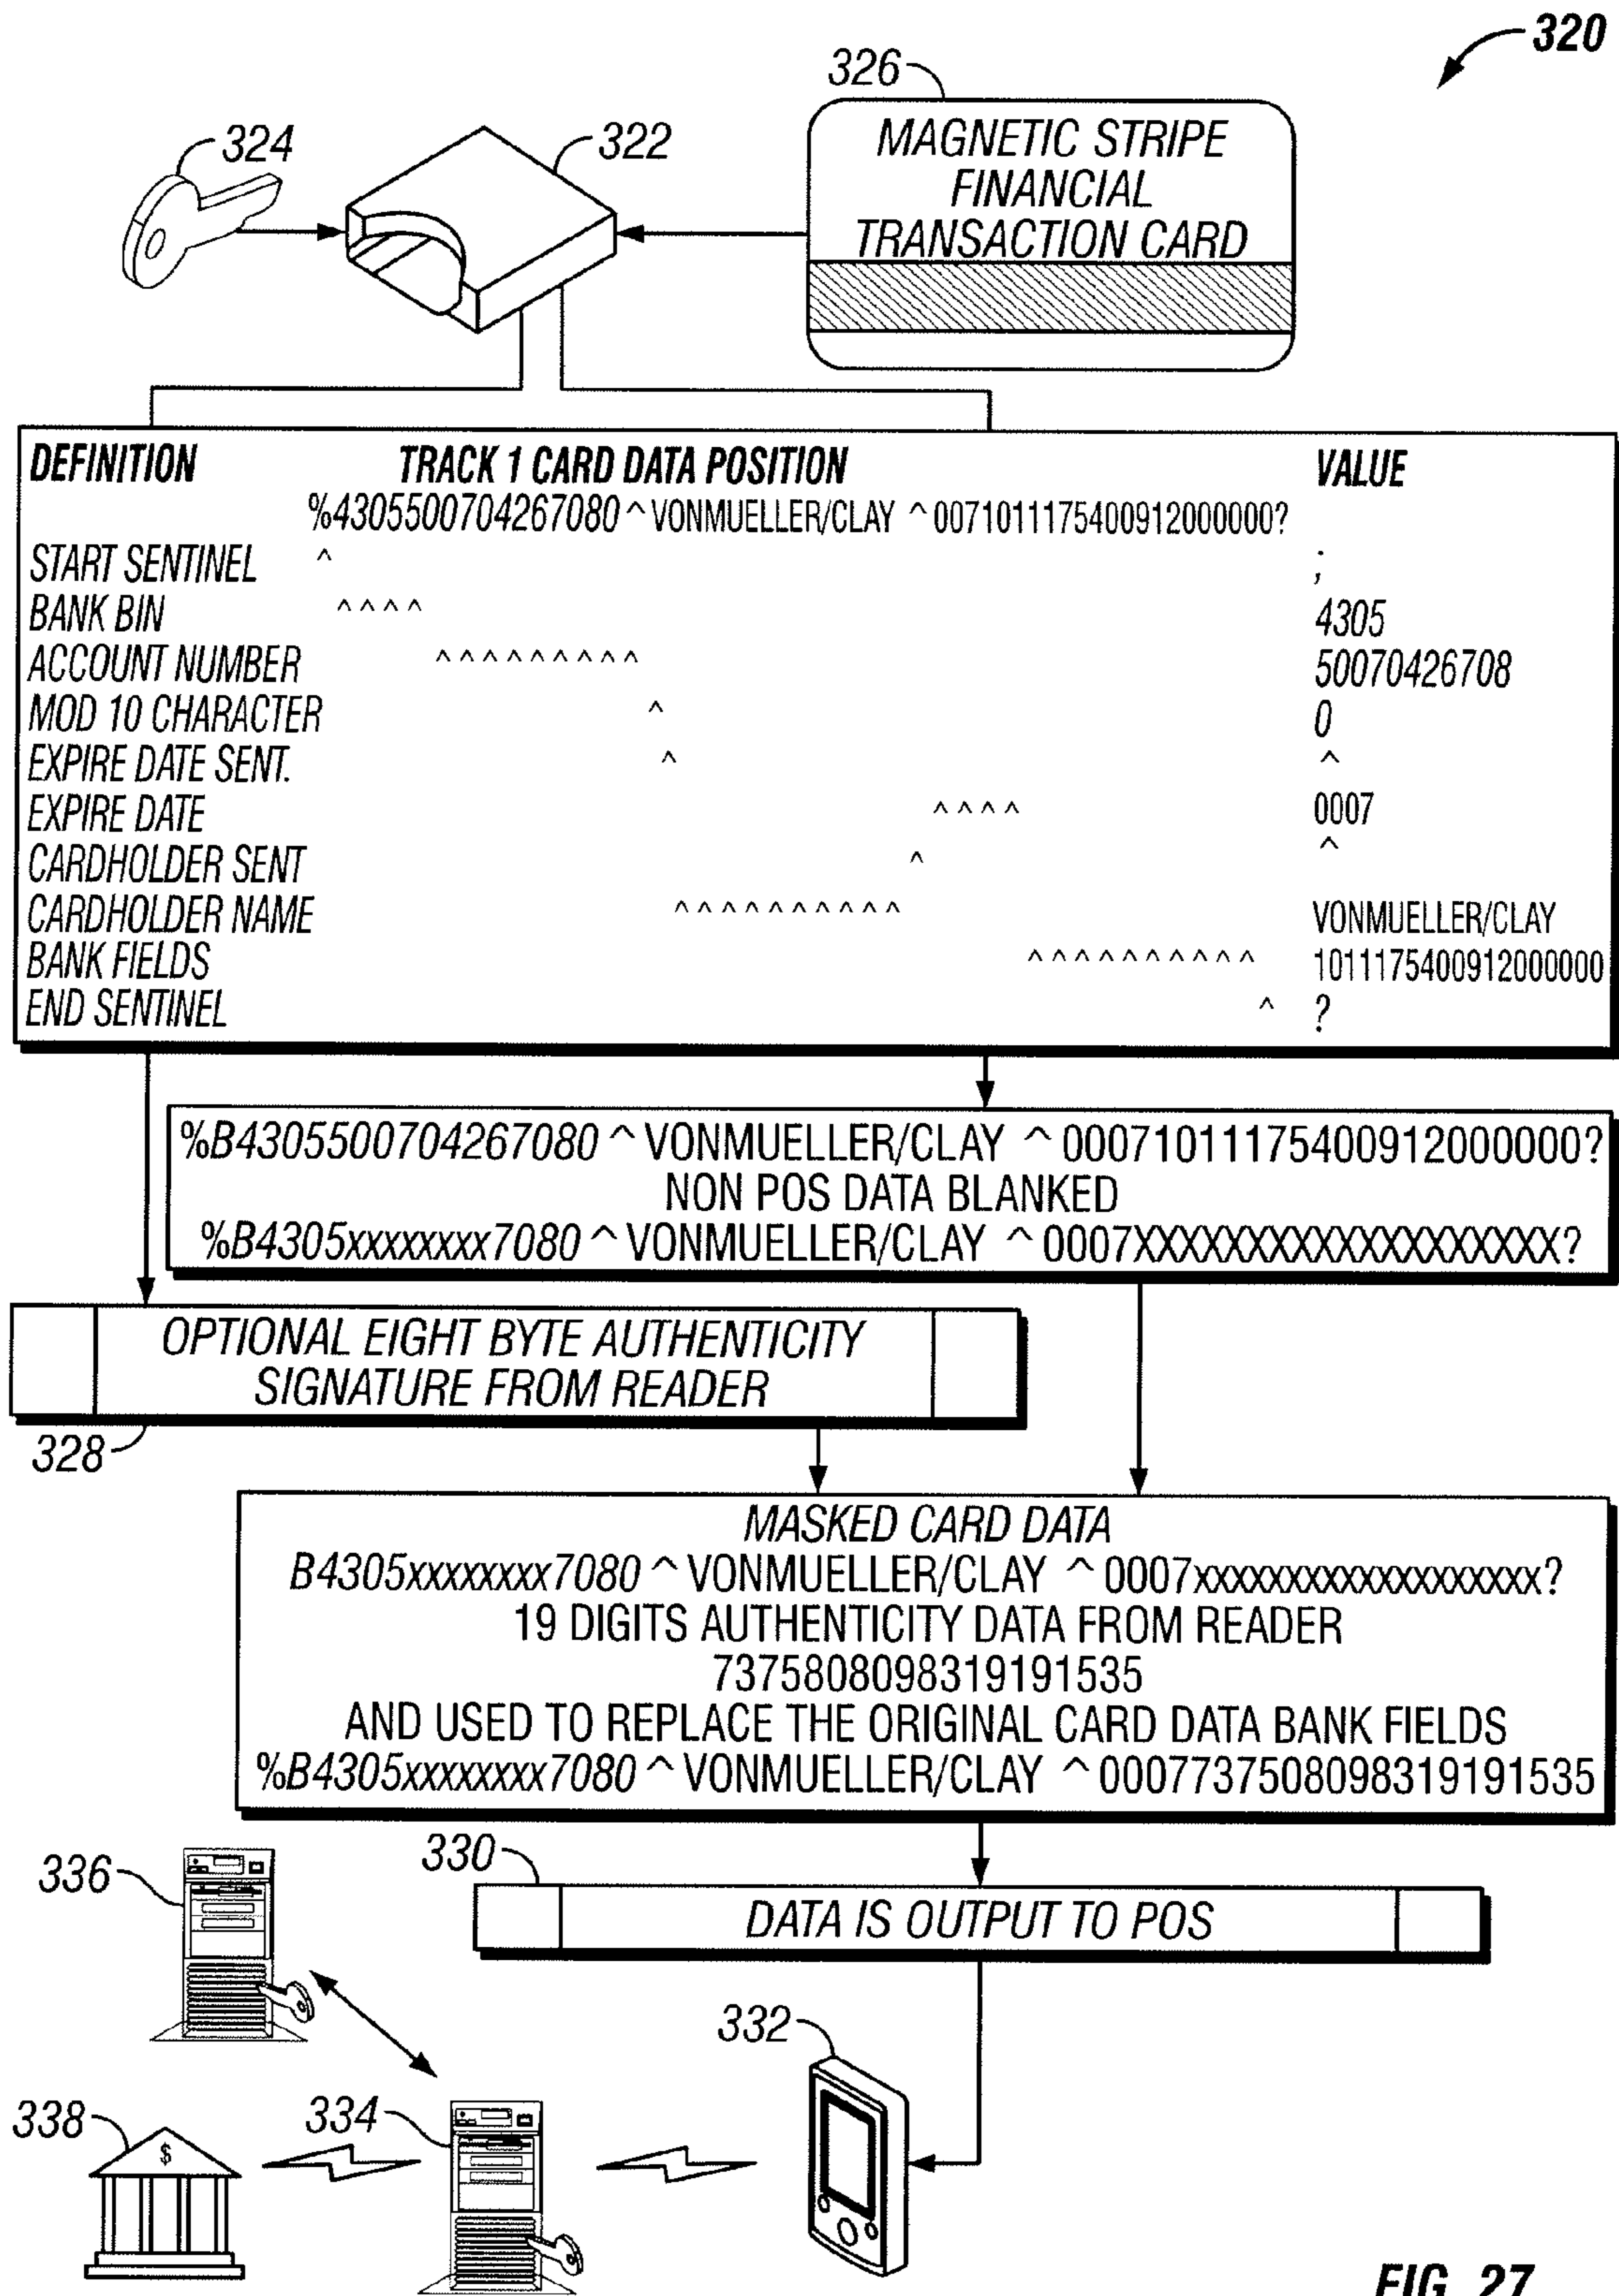 320
326
324
322
MAGNETIC STRIPE
FINANCIAL
TRANSACTION CARD
DEFINITION TRACK 1 CARD DATA POSITION VALUE
%4305500704267080 ^ VONMUELLER/CLAY ^ 0071011175400912000000?
START SENTINEL ^ ;
BANK BIN ^^^^ 4305
ACCOUNT NUMBER ^^^^^^^^^ 50070426708
MOD 10 CHARACTER ^ 0
EXPIRE DATE SENT. ^ ^
EXPIRE DATE ^^^^ 0007
CARDHOLDER SENT ^ ^
CARDHOLDER NAME ^^^^^^^^^^ VONMUELLER/CLAY
BANK FIELDS ^^^^^^^^^^ 1011175400912000000
END SENTINEL ^ ?
%B4305500704267080 ^ VONMUELLER/CLAY ^ 00071011175400912000000?
NON POS DATA BLANKED
%B4305xxxxxxxx7080 ^ VONMUELLER/CLAY ^ 0007XXXXXXXXXXXXXXXXXXX?
OPTIONAL EIGHT BYTE AUTHENTICITY
SIGNATURE FROM READER
328
MASKED CARD DATA
B4305xxxxxxxx7080 ^ VONMUELLER/CLAY ^ 0007xxxxxxxxxxxxxxxxxxx?
19 DIGITS AUTHENTICITY DATA FROM READER
7375808098319191535
AND USED TO REPLACE THE ORIGINAL CARD DATA BANK FIELDS
%B4305xxxxxxxx7080 ^ VONMUELLER/CLAY ^ 0007737508098319191535
330
336
DATA IS OUTPUT TO POS
332
338
334
$
FIG. 27